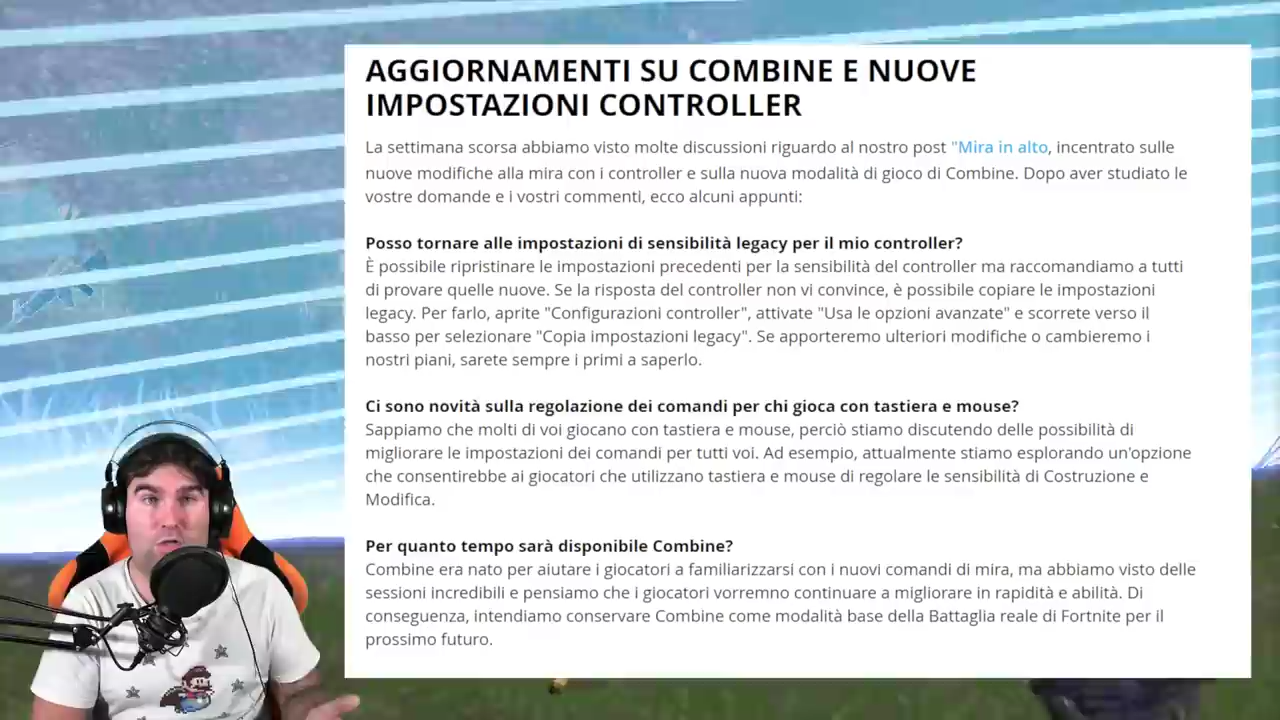 AGGIORNAMENTI SU COMBINE E NUOVE
IMPOSTAZIONI CONTROLLER
La settimana scorsa abbiamo visto molte discussioni riguardo al nostro post "Mira in alto, incentrato sulle
nuove modifiche alla mira con i controller e sulla nuova modalità di gioco di Combine. Dopo aver studiato le
vostre domande e i vostri commenti, ecco alcuni appunti:
Posso tornare alle impostazioni di sensibilità legacy per il mio controller?
È possibile ripristinare le impostazioni precedenti per la sensibilità del controller ma raccomandiamo a tutti
di provare quelle nuove. Se la risposta del controller non vi convince, è possibile copiare le impostazioni
legacy. Per farlo, aprite "Configurazioni controller", attivate "Usa le opzioni avanzate" e scorrete verso il
basso per selezionare "Copia impostazioni legacy". Se apporteremo ulteriori modifiche o cambieremo i
nostri piani, sarete sempre i primi a saperlo.
Ci sono novità sulla regolazione dei comandi per chi gioca con tastiera e mouse?
Sappiamo che molti di voi giocano con tastiera e mouse, perciò stiamo discutendo delle possibilità di
migliorare le impostazioni dei comandi per tutti voi. Ad esempio, attualmente stiamo esplorando un'opzione
che consentirebbe ai giocatori che utilizzano tastiera e mouse di regolare le sensibilità di Costruzione e
Modifica.
Per quanto tempo sarà disponibile Combine?
Combine era nato per aiutare i giocatori a familiarizzarsi con i nuovi comandi di mira, ma abbiamo visto delle
sessioni incredibili e pensiamo che i giocatori vorremno continuare a migliorare in rapidità e abilità. Di
conseguenza, intendiamo conservare Combine come modalità base della Battaglia reale di Fortnite per il
prossimo futuro.